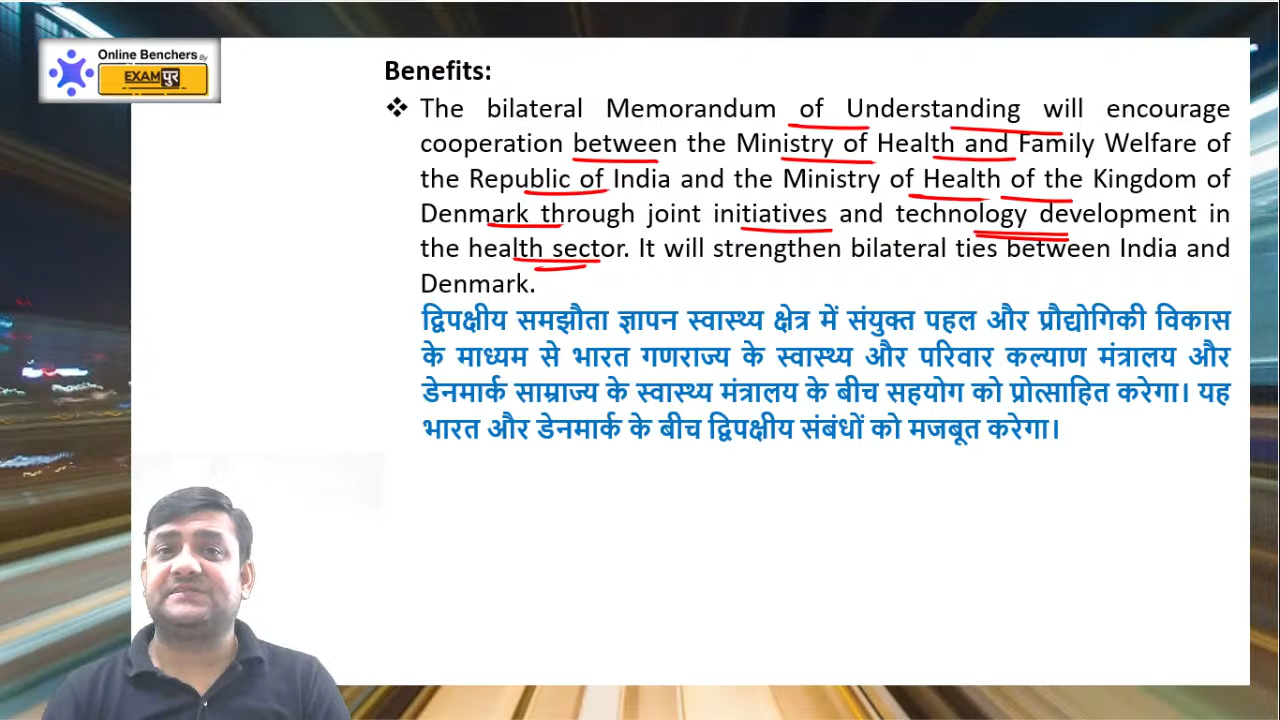 Online Benchers By
EXAMपुर
Benefits:
❖ The bilateral Memorandum of Understanding will encourage
cooperation between the Ministry of Health and Family Welfare of
the Republic of India and the Ministry of Health of the Kingdom of
Denmark through joint initiatives and technology development in
the health sector. It will strengthen bilateral ties between India and
Denmark.
द्विपक्षीय समझौता ज्ञापन स्वास्थ्य क्षेत्र में संयुक्त पहल और प्रौद्योगिकी विकास
के माध्यम से भारत गणराज्य के स्वास्थ्य और परिवार कल्याण मंत्रालय और
डेनमार्क साम्राज्य के स्वास्थ्य मंत्रालय के बीच सहयोग को प्रोत्साहित करेगा। यह
भारत और डेनमार्क के बीच द्विपक्षीय संबंधों को मजबूत करेगा।